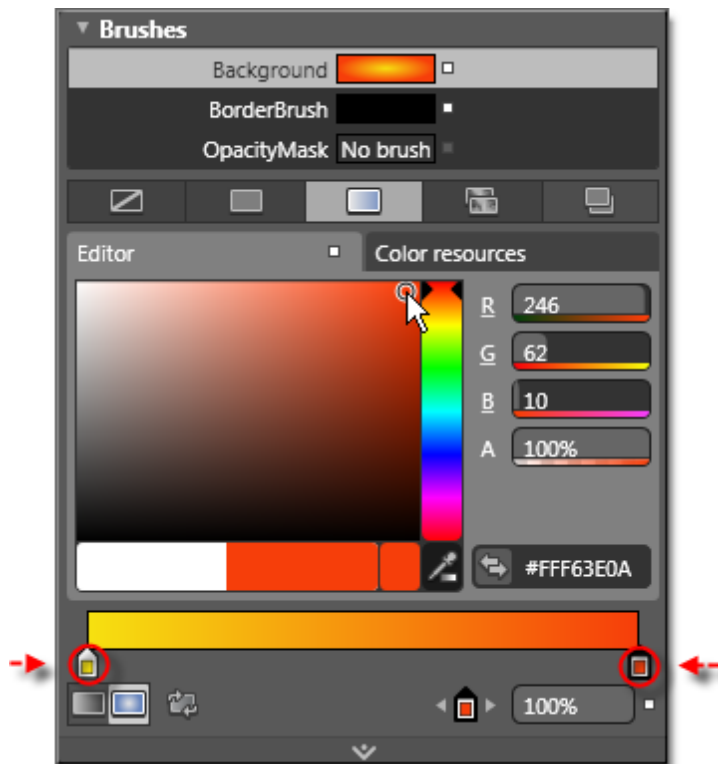 Brushes
Background
BorderBrush
OpacityMask No brush
Editor Color resources
R 246
G 62
B 10
A 100%
#FFF63E0A
100%